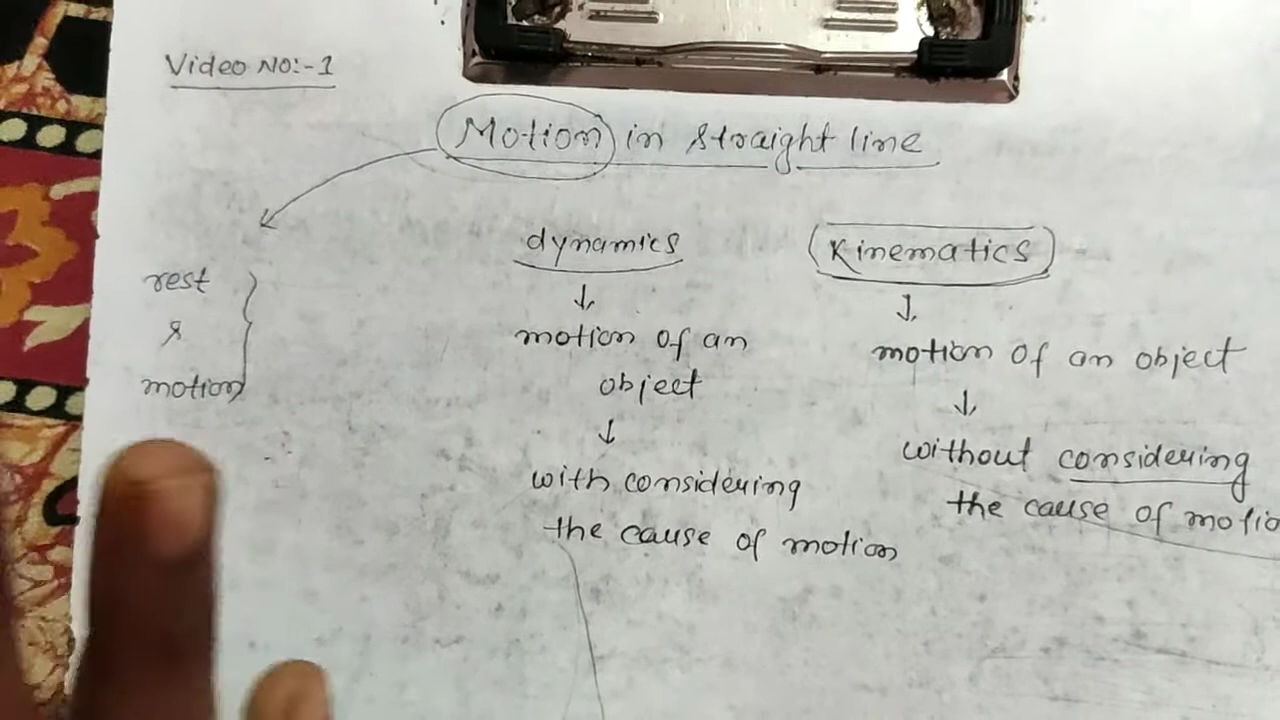 Video No:-1
Motion in straight line
rest
&
motion
dynamics
↓
motion of an
object
↓
with considering
the cause of motion
Kinematics
↓
motion of an object
↓
without considering
the cause of motio